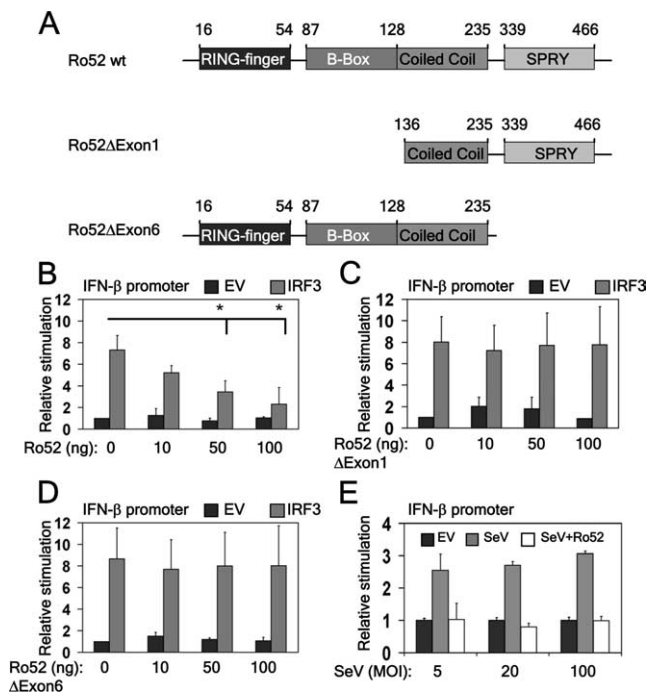 A
16 54 87 128 235 339 466
Ro52 wt RING-finger B-Box Coiled Coil SPRY
136 235 339 466
Ro52ΔExon1 Coiled Coil SPRY
16 54 87 128 235
Ro52ΔExon6 RING-finger B-Box Coiled Coil
B
IFN-β promoter EV IRF3
Relative stimulation
12
10
8
6
4
2
0
* *
Ro52 (ng): 0 10 50 100
C
IFN-β promoter EV IRF3
Relative stimulation
12
10
8
6
4
2
0
Ro52 (ng): 0 10 50 100
ΔExon1
D
IFN-β promoter EV IRF3
Relative stimulation
12
10
8
6
4
2
0
Ro52 (ng): 0 10 50 100
ΔExon6
E
IFN-β promoter
EV SeV SeV+Ro52
Relative stimulation
4
3
2
1
0
SeV (MOI): 5 20 100